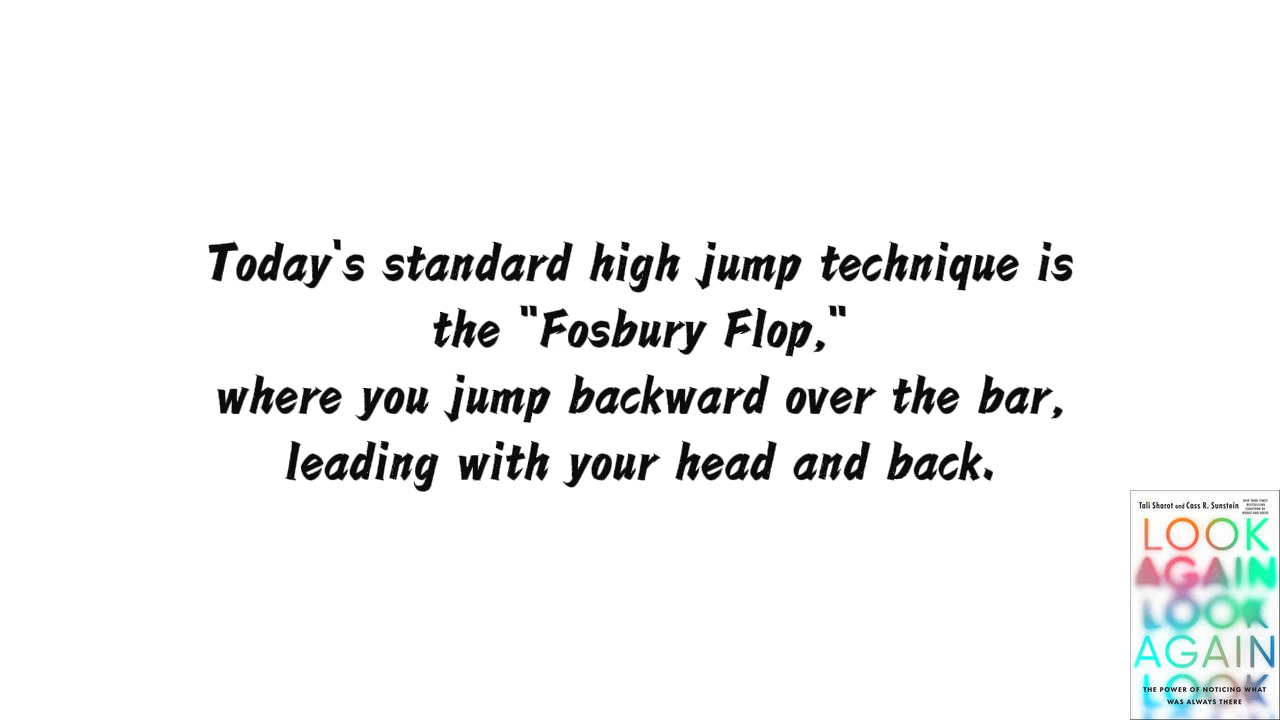 Today's standard high jump technique is
the "Fosbury Flop,"
where you jump backward over the bar,
leading with your head and back.
Tali Sharot and Cass R. Sunstein
LOOK
AGAIN
LOOK
AGAIN
LOOK
THE POWER OF NOTICING WHAT
WAS ALWAYS THERE